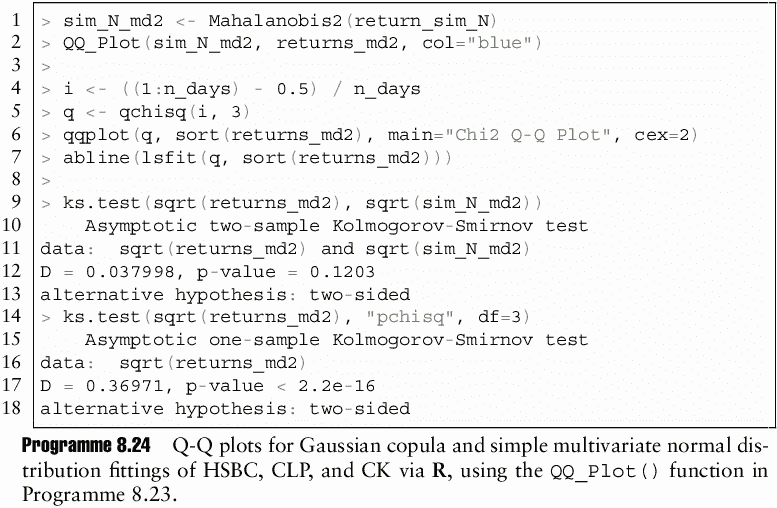 1 > sim_N_md2 <- Mahalanobis2(return_sim_N)
2 > QQ_Plot(sim_N_md2, returns_md2, col="blue")
3 >
4 > i <- ((1:n_days) - 0.5) / n_days
5 > q <- qchisq(i, 3)
6 > qqplot(q, sort(returns_md2), main="Chi2 Q-Q Plot", cex=2)
7 > abline(lsfit(q, sort(returns_md2)))
8 >
9 > ks.test(sqrt(returns_md2), sqrt(sim_N_md2))
10 Asymptotic two-sample Kolmogorov-Smirnov test
11 data:  sqrt(returns_md2) and sqrt(sim_N_md2)
12 D = 0.037998, p-value = 0.1203
13 alternative hypothesis: two-sided
14 > ks.test(sqrt(returns_md2), "pchisq", df=3)
15 Asymptotic one-sample Kolmogorov-Smirnov test
16 data:  sqrt(returns_md2)
17 D = 0.36971, p-value < 2.2e-16
18 alternative hypothesis: two-sided
Programme 8.24 Q-Q plots for Gaussian copula and simple multivariate normal dis-
tribution fittings of HSBC, CLP, and CK via R, using the QQ_Plot() function in
Programme 8.23.